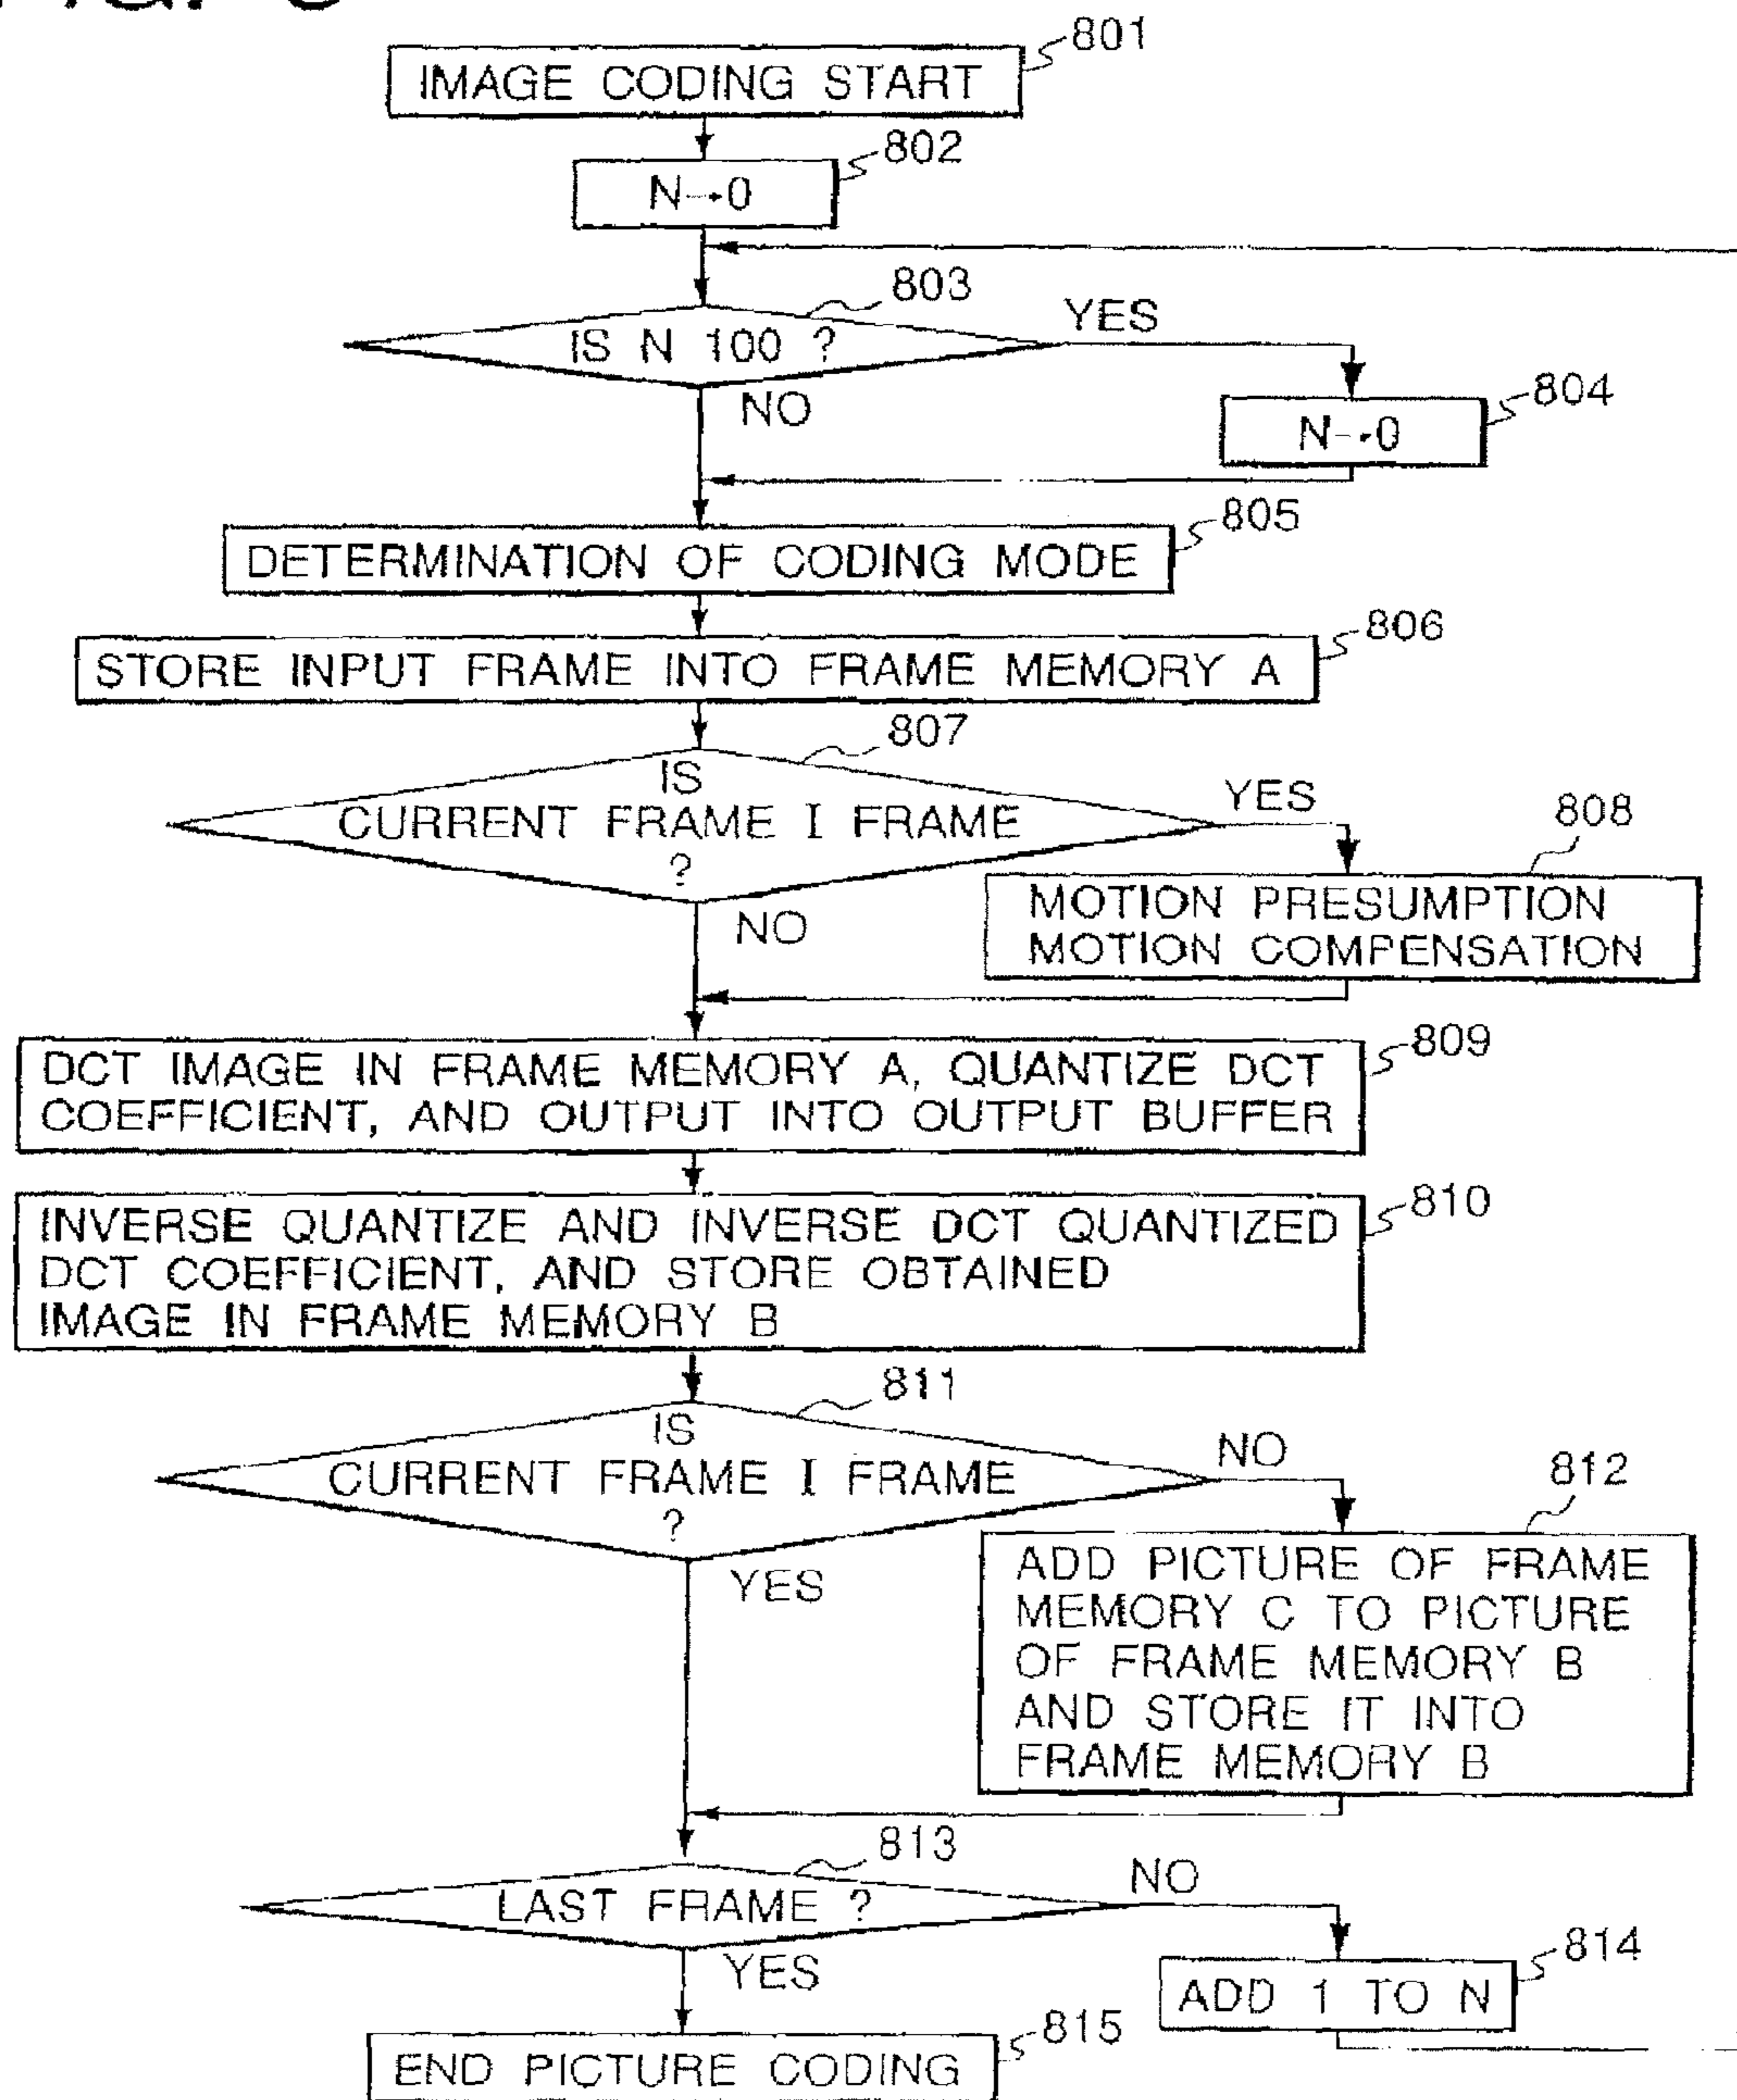 801
IMAGE CODING START
802
N→0
803
IS N 100 ?
YES
NO
804
N→0
805
DETERMINATION OF CODING MODE
806
STORE INPUT FRAME INTO FRAME MEMORY A
807
IS
CURRENT FRAME I FRAME
?
YES
NO
808
MOTION PRESUMPTION
MOTION COMPENSATION
809
DCT IMAGE IN FRAME MEMORY A, QUANTIZE DCT
COEFFICIENT, AND OUTPUT INTO OUTPUT BUFFER
810
INVERSE QUANTIZE AND INVERSE DCT QUANTIZED
DCT COEFFICIENT, AND STORE OBTAINED
IMAGE IN FRAME MEMORY B
811
IS
CURRENT FRAME I FRAME
?
NO
YES
812
ADD PICTURE OF FRAME
MEMORY C TO PICTURE
OF FRAME MEMORY B
AND STORE IT INTO
FRAME MEMORY B
813
LAST FRAME ?
NO
YES
814
ADD 1 TO N
815
END PICTURE CODING